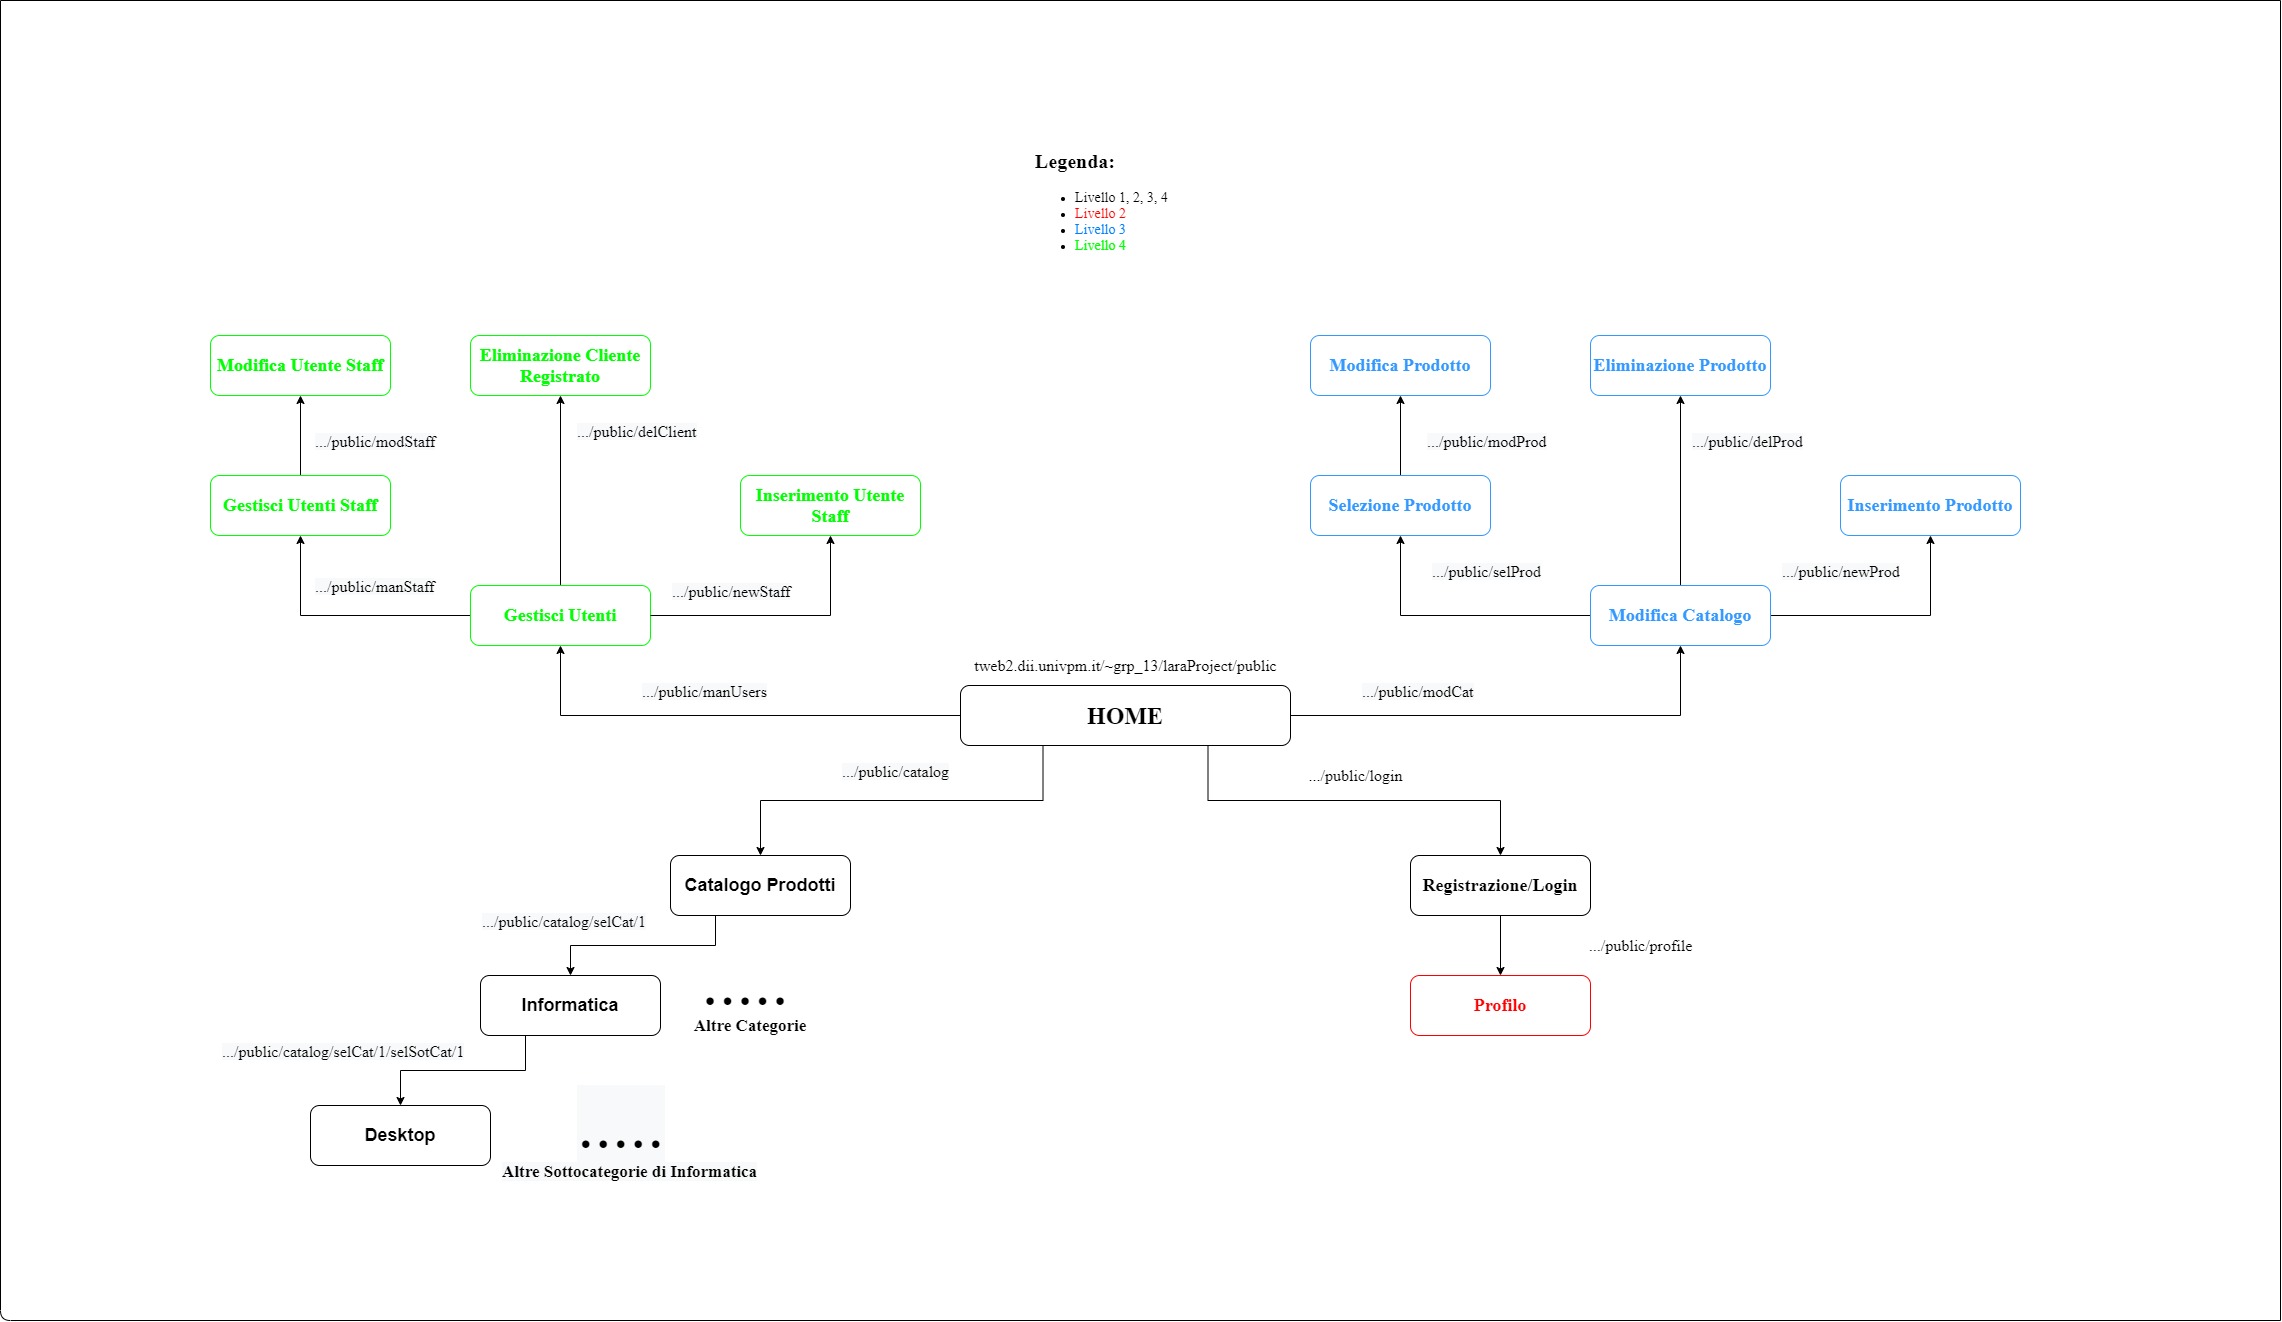 Legenda:
Livello 1, 2, 3, 4
Livello 2
Livello 3
Livello 4
Modifica Utente Staff
Eliminazione Cliente
Registrato
Modifica Prodotto
Eliminazione Prodotto
.../public/modStaff
.../public/delClient
.../public/modProd
.../public/delProd
Gestisci Utenti Staff
Inserimento Utente
Staff
Selezione Prodotto
Inserimento Prodotto
.../public/manStaff
.../public/newStaff
.../public/selProd
.../public/newProd
Gestisci Utenti
Modifica Catalogo
tweb2.dii.univpm.it/~grp_13/laraProject/public
.../public/manUsers
.../public/modCat
HOME
.../public/catalog
.../public/login
Catalogo Prodotti
Registrazione/Login
.../public/catalog/selCat/1
.../public/profile
Informatica
.....
Altre Categorie
Profilo
.../public/catalog/selCat/1/selSotCat/1
Desktop
.....
Altre Sottocategorie di Informatica